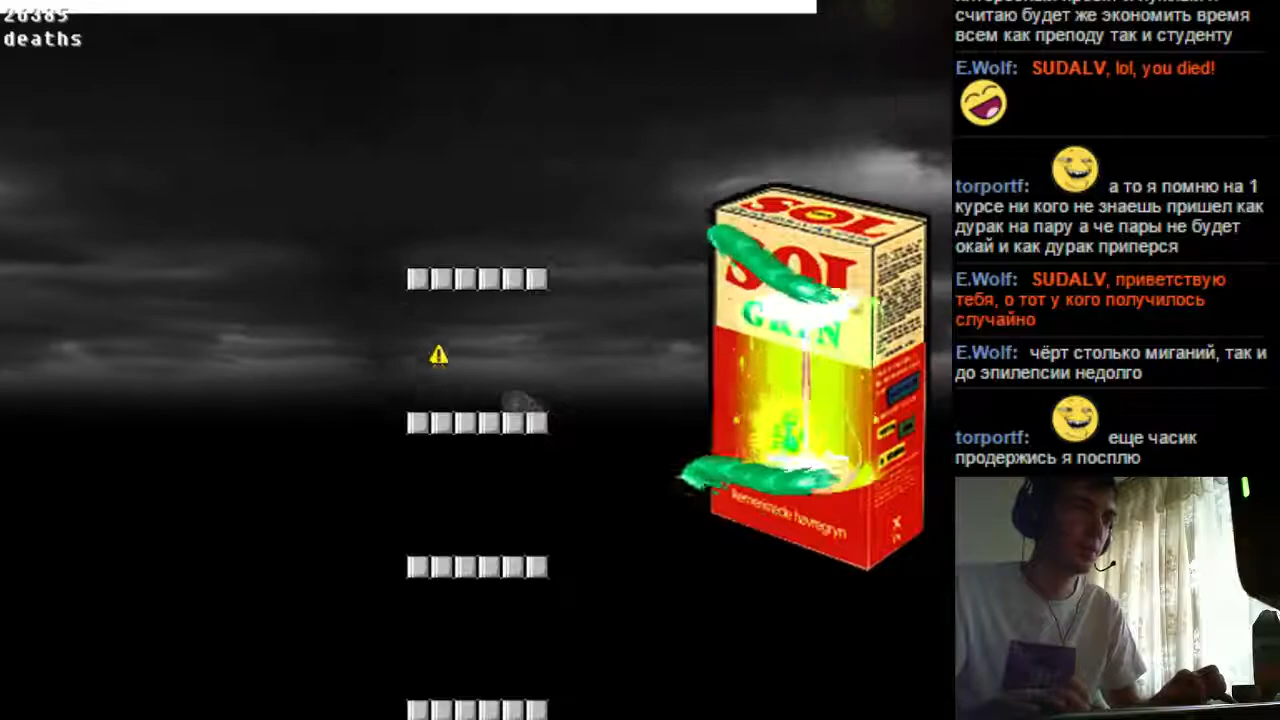 26385
deaths
SOL
SOL
GRYN
считаю будет же экономить время
всем как преподу так и студенту
E.Wolf: SUDALV, lol, you died!
torportf: а то я помню на 1
курсе ни кого не знаешь пришел как
дурак на пару а че пары не будет
окай и как дурак приперся
E.Wolf: SUDALV, приветствую
тебя, о тот у кого получилось
случайно
E.Wolf: чёрт столько миганий, так и
до эпилепсии недолго
torportf: еще часик
продержись я посплю
havregryn